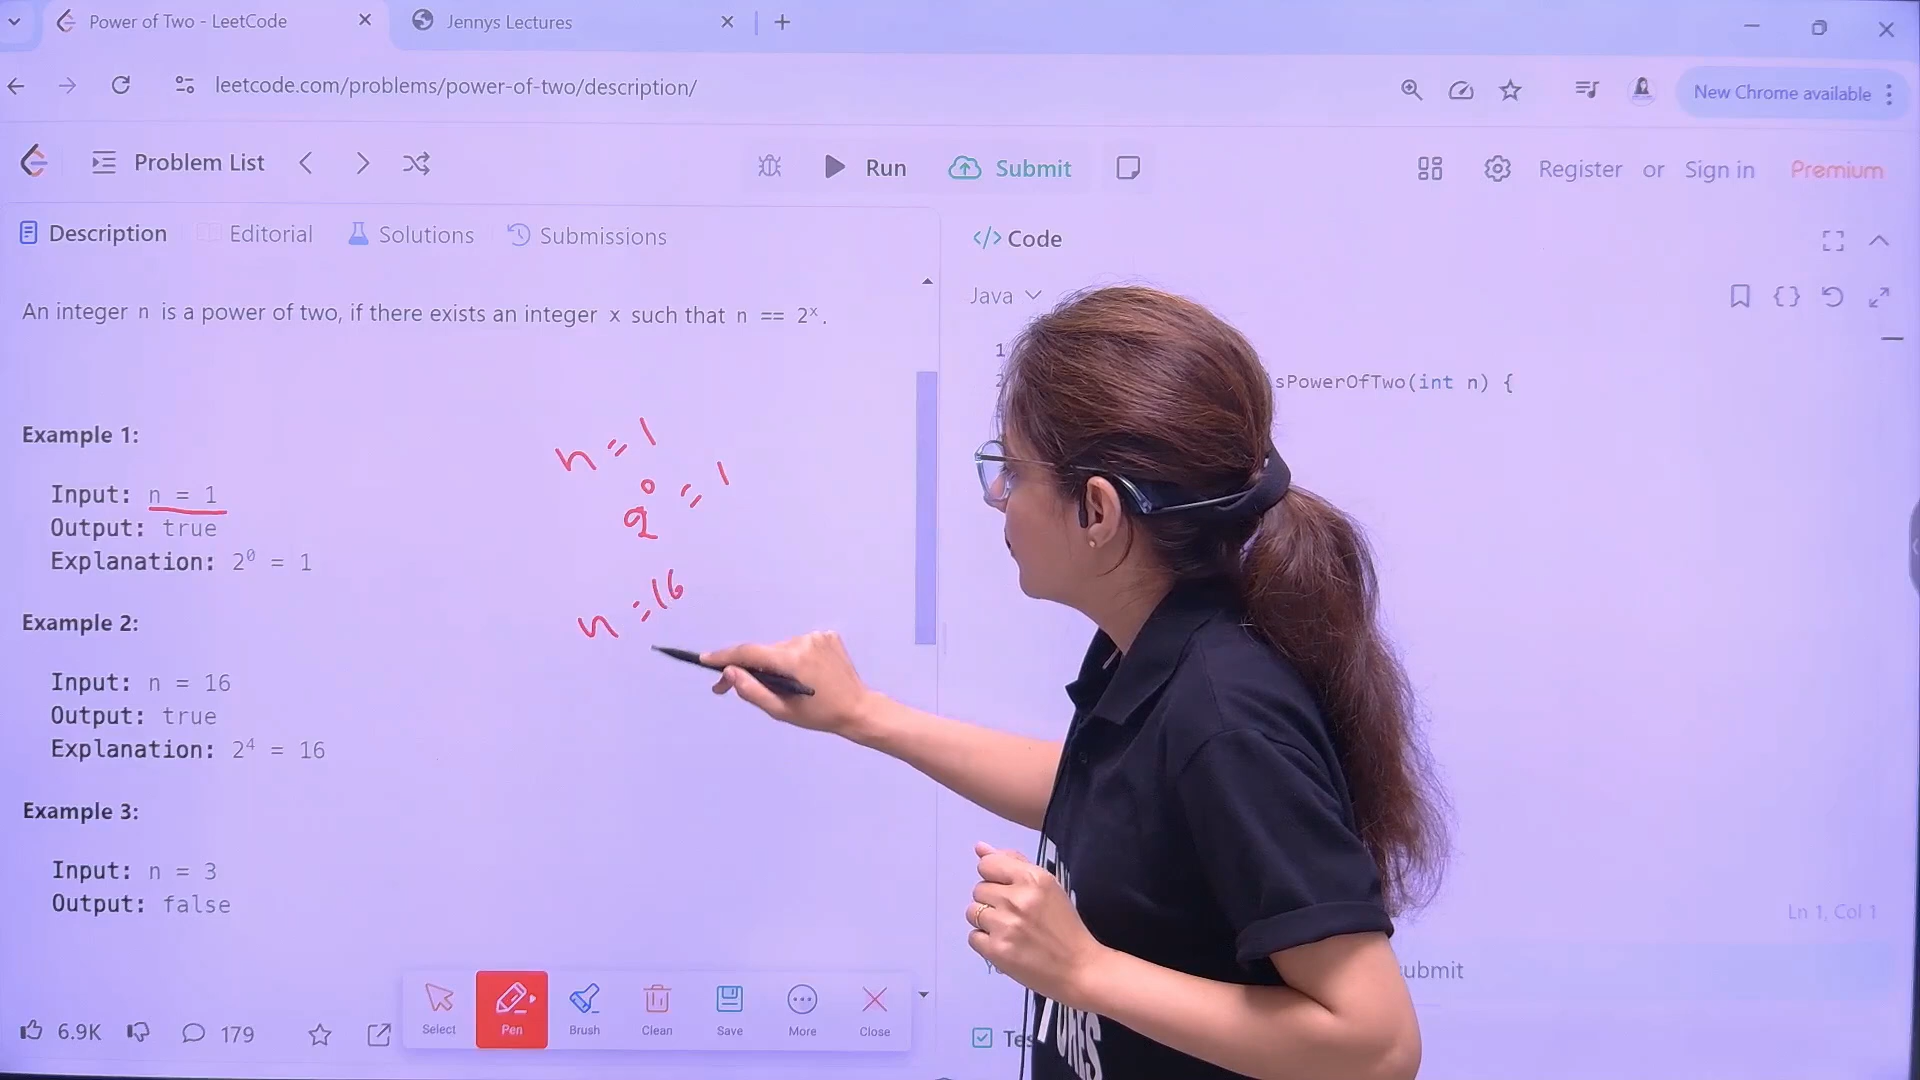 Power of Two - LeetCode
Jennys Lectures
leetcode.com/problems/power-of-two/description/
New Chrome available
Problem List
Run
Submit
Register or Sign in
Premium
Description
Editorial
Solutions
Submissions
An integer n is a power of two, if there exists an integer x such that n == 2ˣ.
Example 1:
Input: n = 1
Output: true
Explanation: 2⁰ = 1
Example 2:
Input: n = 16
Output: true
Explanation: 2⁴ = 16
Example 3:
Input: n = 3
Output: false
n = 1
2⁰ = 1
n = 16
</> Code
Java
1
sPowerOfTwo(int n) {
Ln 1, Col 1
ubmit
Select
Pen
Brush
Clean
Save
More
Close
6.9K
179